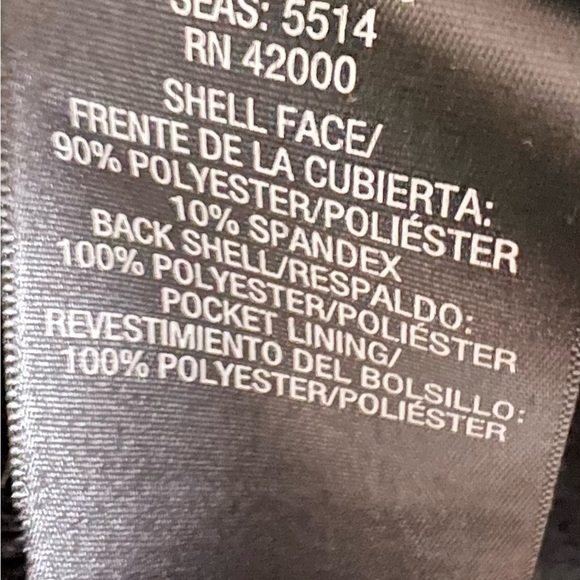 SEAS: 5514
RN 42000
SHELL FACE/
FRENTE DE LA CUBIERTA:
90% POLYESTER/POLIÉSTER
10% SPANDEX
BACK SHELL/RESPALDO:
100% POLYESTER/POLIÉSTER
POCKET LINING/
REVESTIMIENTO DEL BOLSILLO:
100% POLYESTER/POLIÉSTER